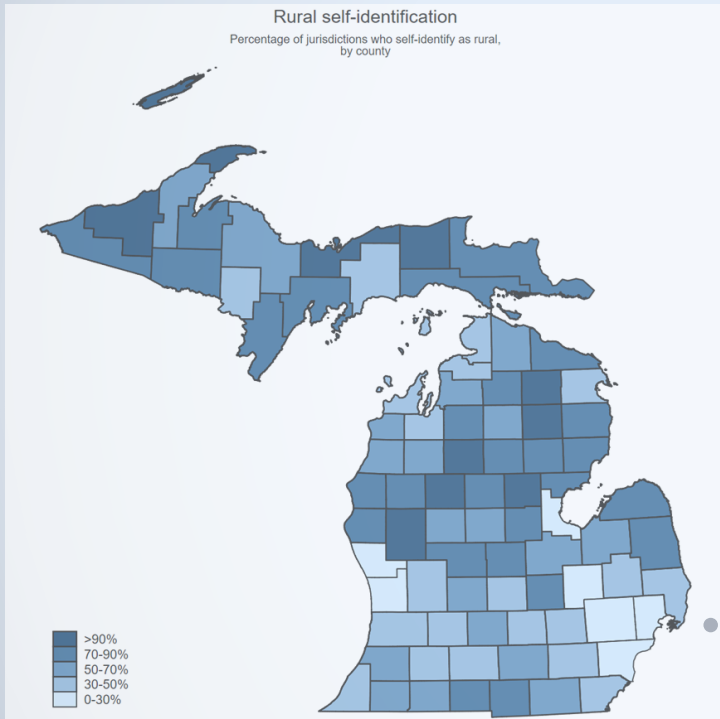 Rural self-identification
Percentage of jurisdictions who self-identify as rural,
by county
>90%
70-90%
50-70%
30-50%
0-30%